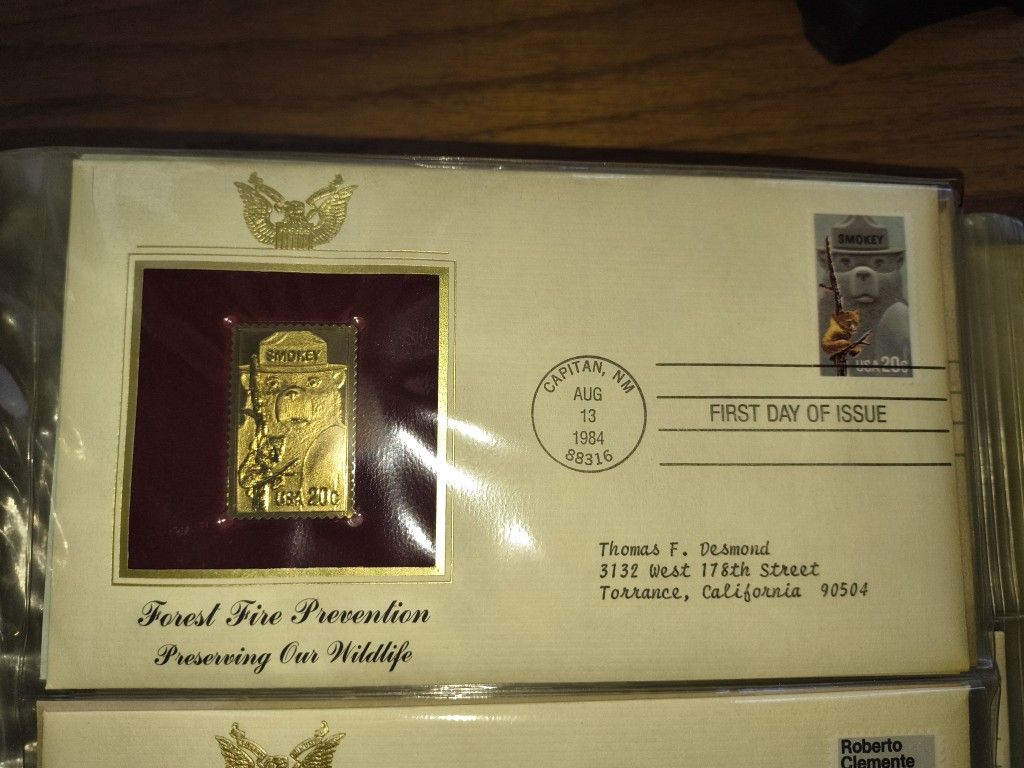 SMOKEY
USA 20c
SMOKEY
USA 20c
CAPITAN, NM
AUG
13
1984
88316
FIRST DAY OF ISSUE
Thomas F. Desmond
3132 West 178th Street
Torrance, California 90504
Forest Fire Prevention
Preserving Our Wildlife
Roberto
Clemente